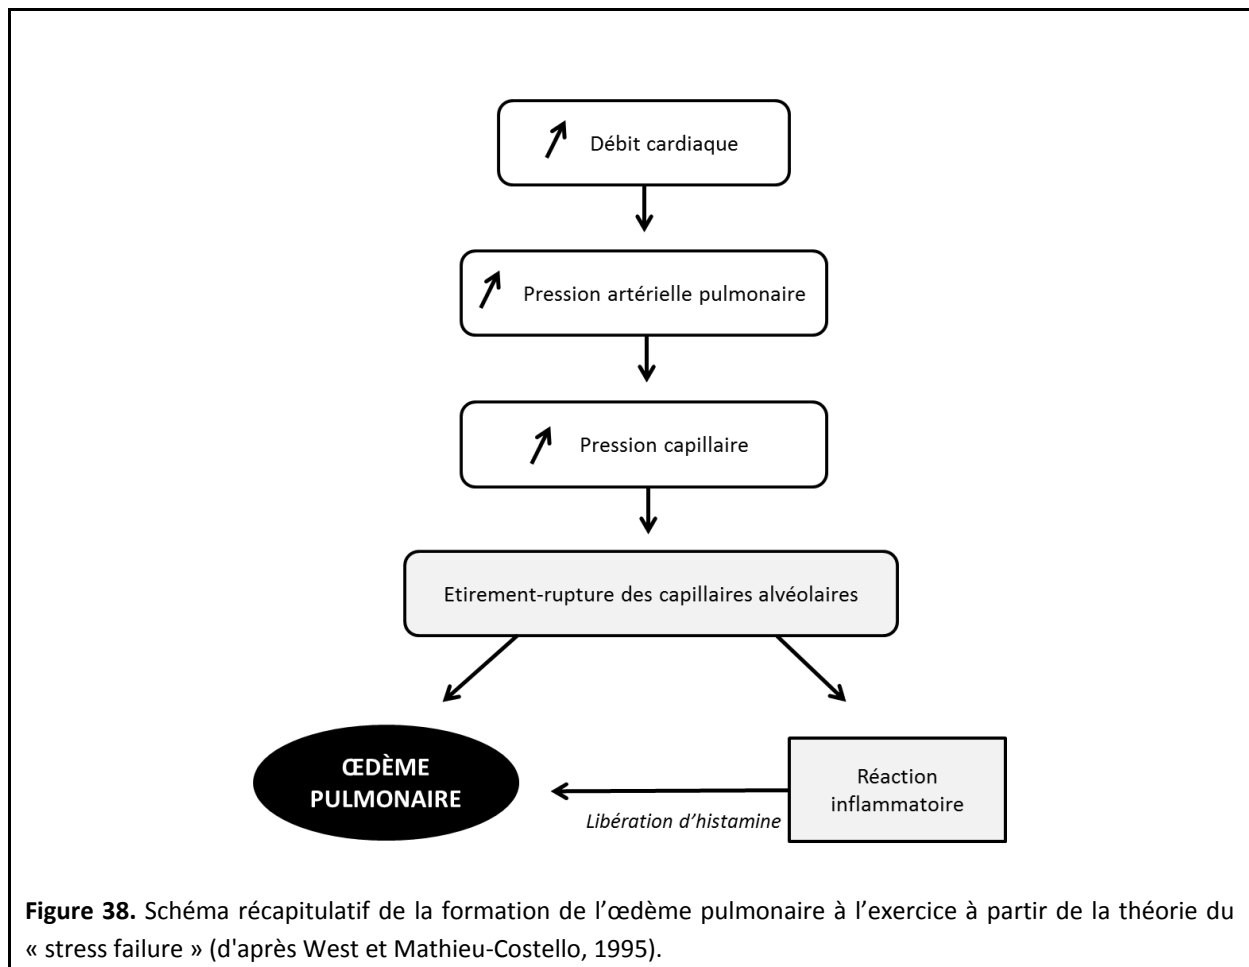 Débit cardiaque
Pression artérielle pulmonaire
Pression capillaire
Etirement-rupture des capillaires alvéolaires
ŒDÈME
PULMONAIRE
Réaction
inflammatoire
Libération d’histamine
Figure 38. Schéma récapitulatif de la formation de l’œdème pulmonaire à l’exercice à partir de la théorie du
« stress failure » (d'après West et Mathieu-Costello, 1995).